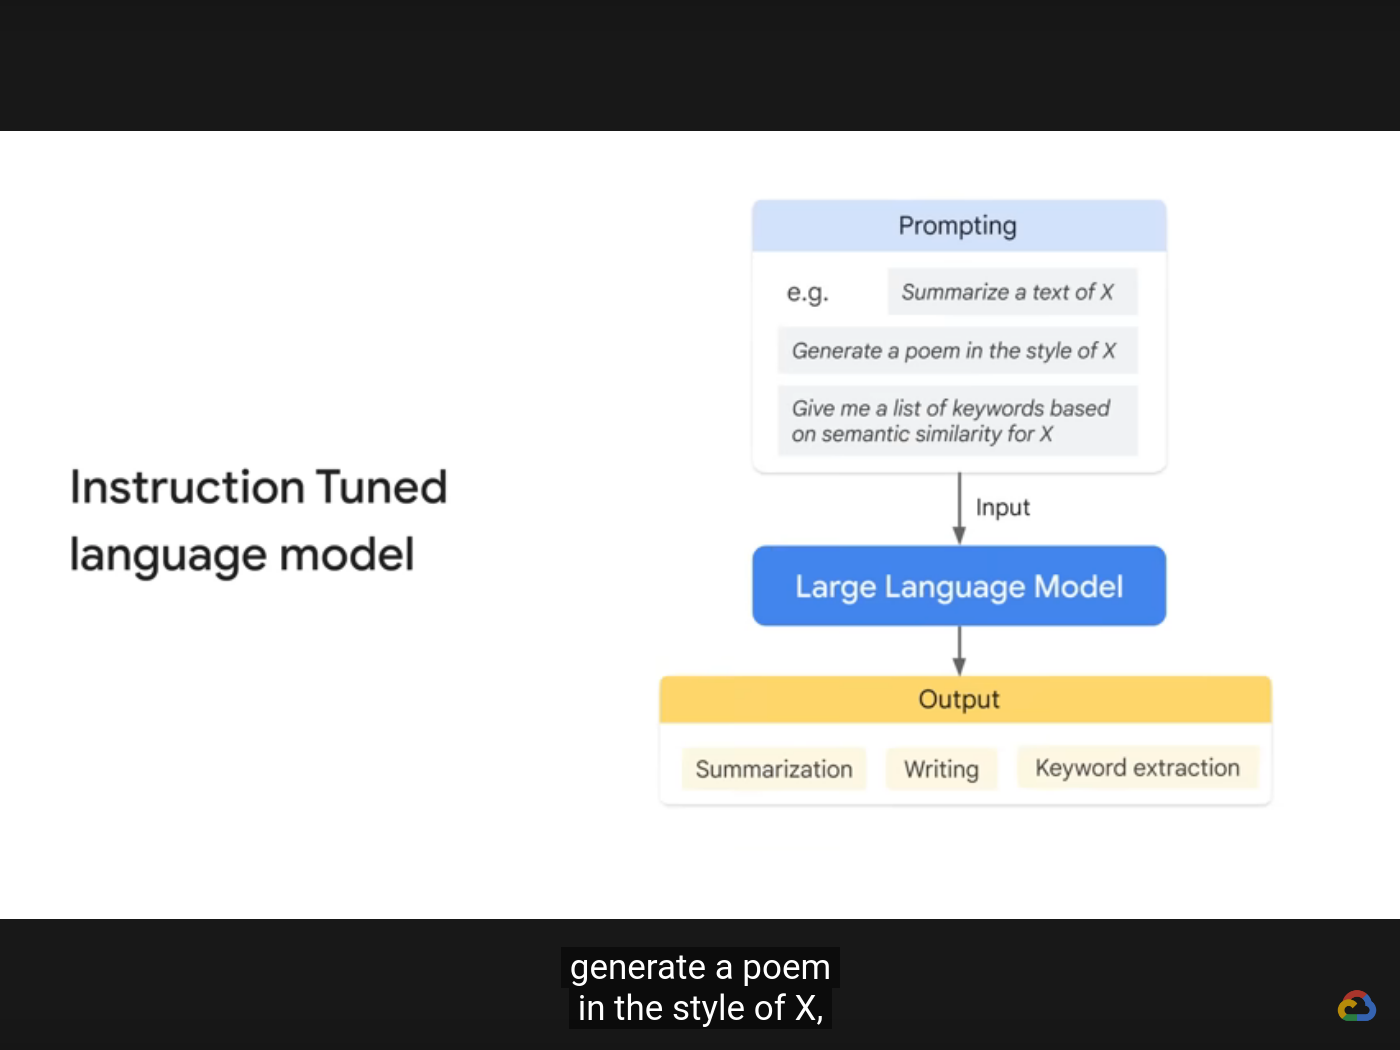 Instruction Tuned
language model
Prompting
e.g.
Summarize a text of X
Generate a poem in the style of X
Give me a list of keywords based
on semantic similarity for X
Input
Large Language Model
Output
Summarization
Writing
Keyword extraction
generate a poem
in the style of X,